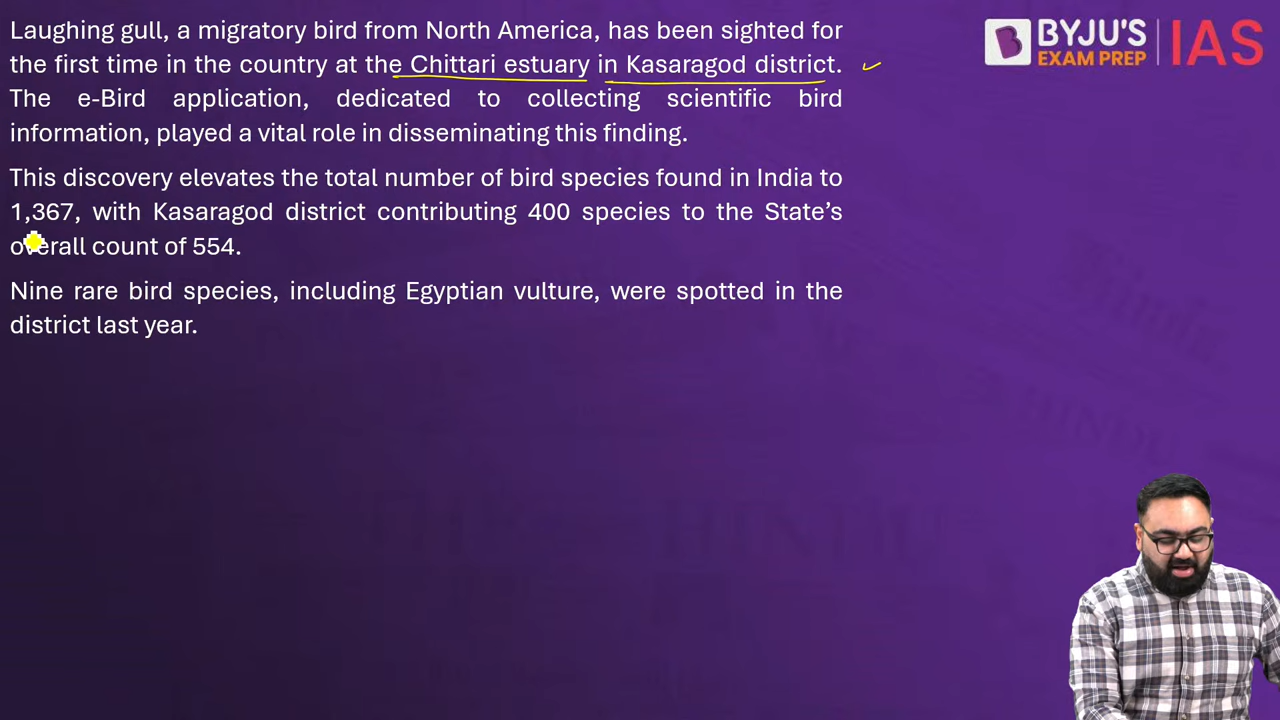 Laughing gull, a migratory bird from North America, has been sighted for
the first time in the country at the Chittari estuary in Kasaragod district.
The e-Bird application, dedicated to collecting scientific bird
information, played a vital role in disseminating this finding.
This discovery elevates the total number of bird species found in India to
1,367, with Kasaragod district contributing 400 species to the State’s
overall count of 554.
Nine rare bird species, including Egyptian vulture, were spotted in the
district last year.
BYJU'S
EXAM PREP
IAS